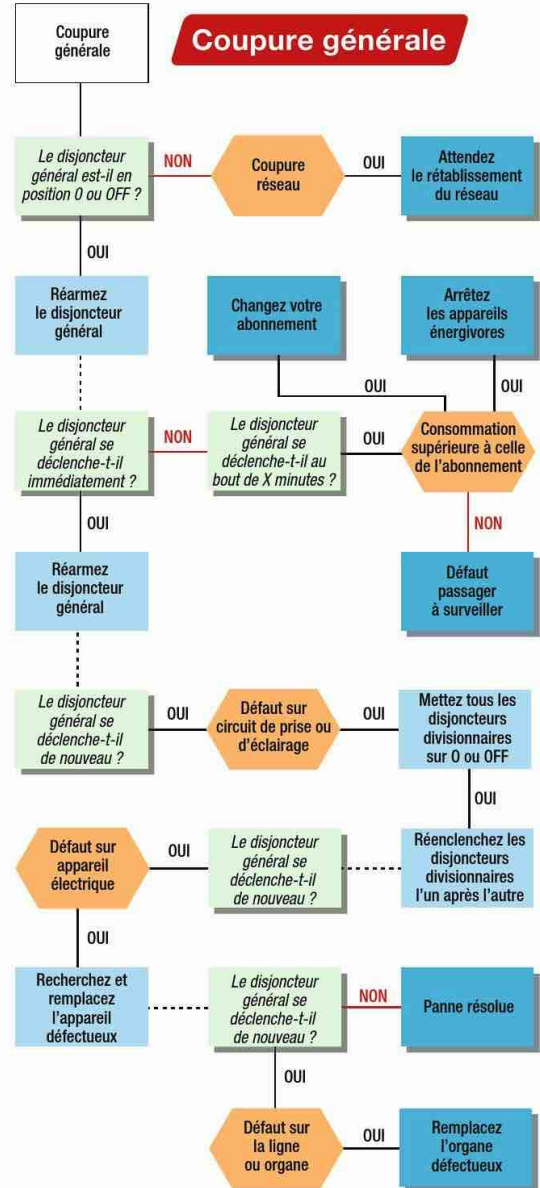 Coupure
générale
Coupure générale
Le disjoncteur
général est-il en
position 0 ou OFF ?
NON
Coupure
réseau
OUI
Attendez
le rétablissement
du réseau
OUI
Réarmez
le disjoncteur
général
Changez votre
abonnement
Arrêtez
les appareils
énergivores
OUI
OUI
Le disjoncteur
général se
déclenche-t-il
immédiatement ?
NON
Le disjoncteur
général se
déclenche-t-il au
bout de X minutes ?
OUI
Consommation
supérieure à celle
de l'abonnement
OUI
NON
Réarmez
le disjoncteur
général
Défaut
passager
à surveiller
Le disjoncteur
général se
déclenche-t-il
de nouveau ?
OUI
Défaut sur
circuit de prise ou
d'éclairage
OUI
Mettez tous les
disjoncteurs
divisionnaires
sur 0 ou OFF
OUI
Défaut sur
appareil
électrique
OUI
Le disjoncteur
général se
déclenche-t-il
de nouveau ?
Réenclenchez les
disjoncteurs
divisionnaires
l'un après l'autre
OUI
Recherchez et
remplacez
l'appareil
défectueux
Le disjoncteur
général se
déclenche-t-il
de nouveau ?
NON
Panne résolue
OUI
Défaut sur
la ligne
ou organe
OUI
Remplacez
l'organe
défectueux